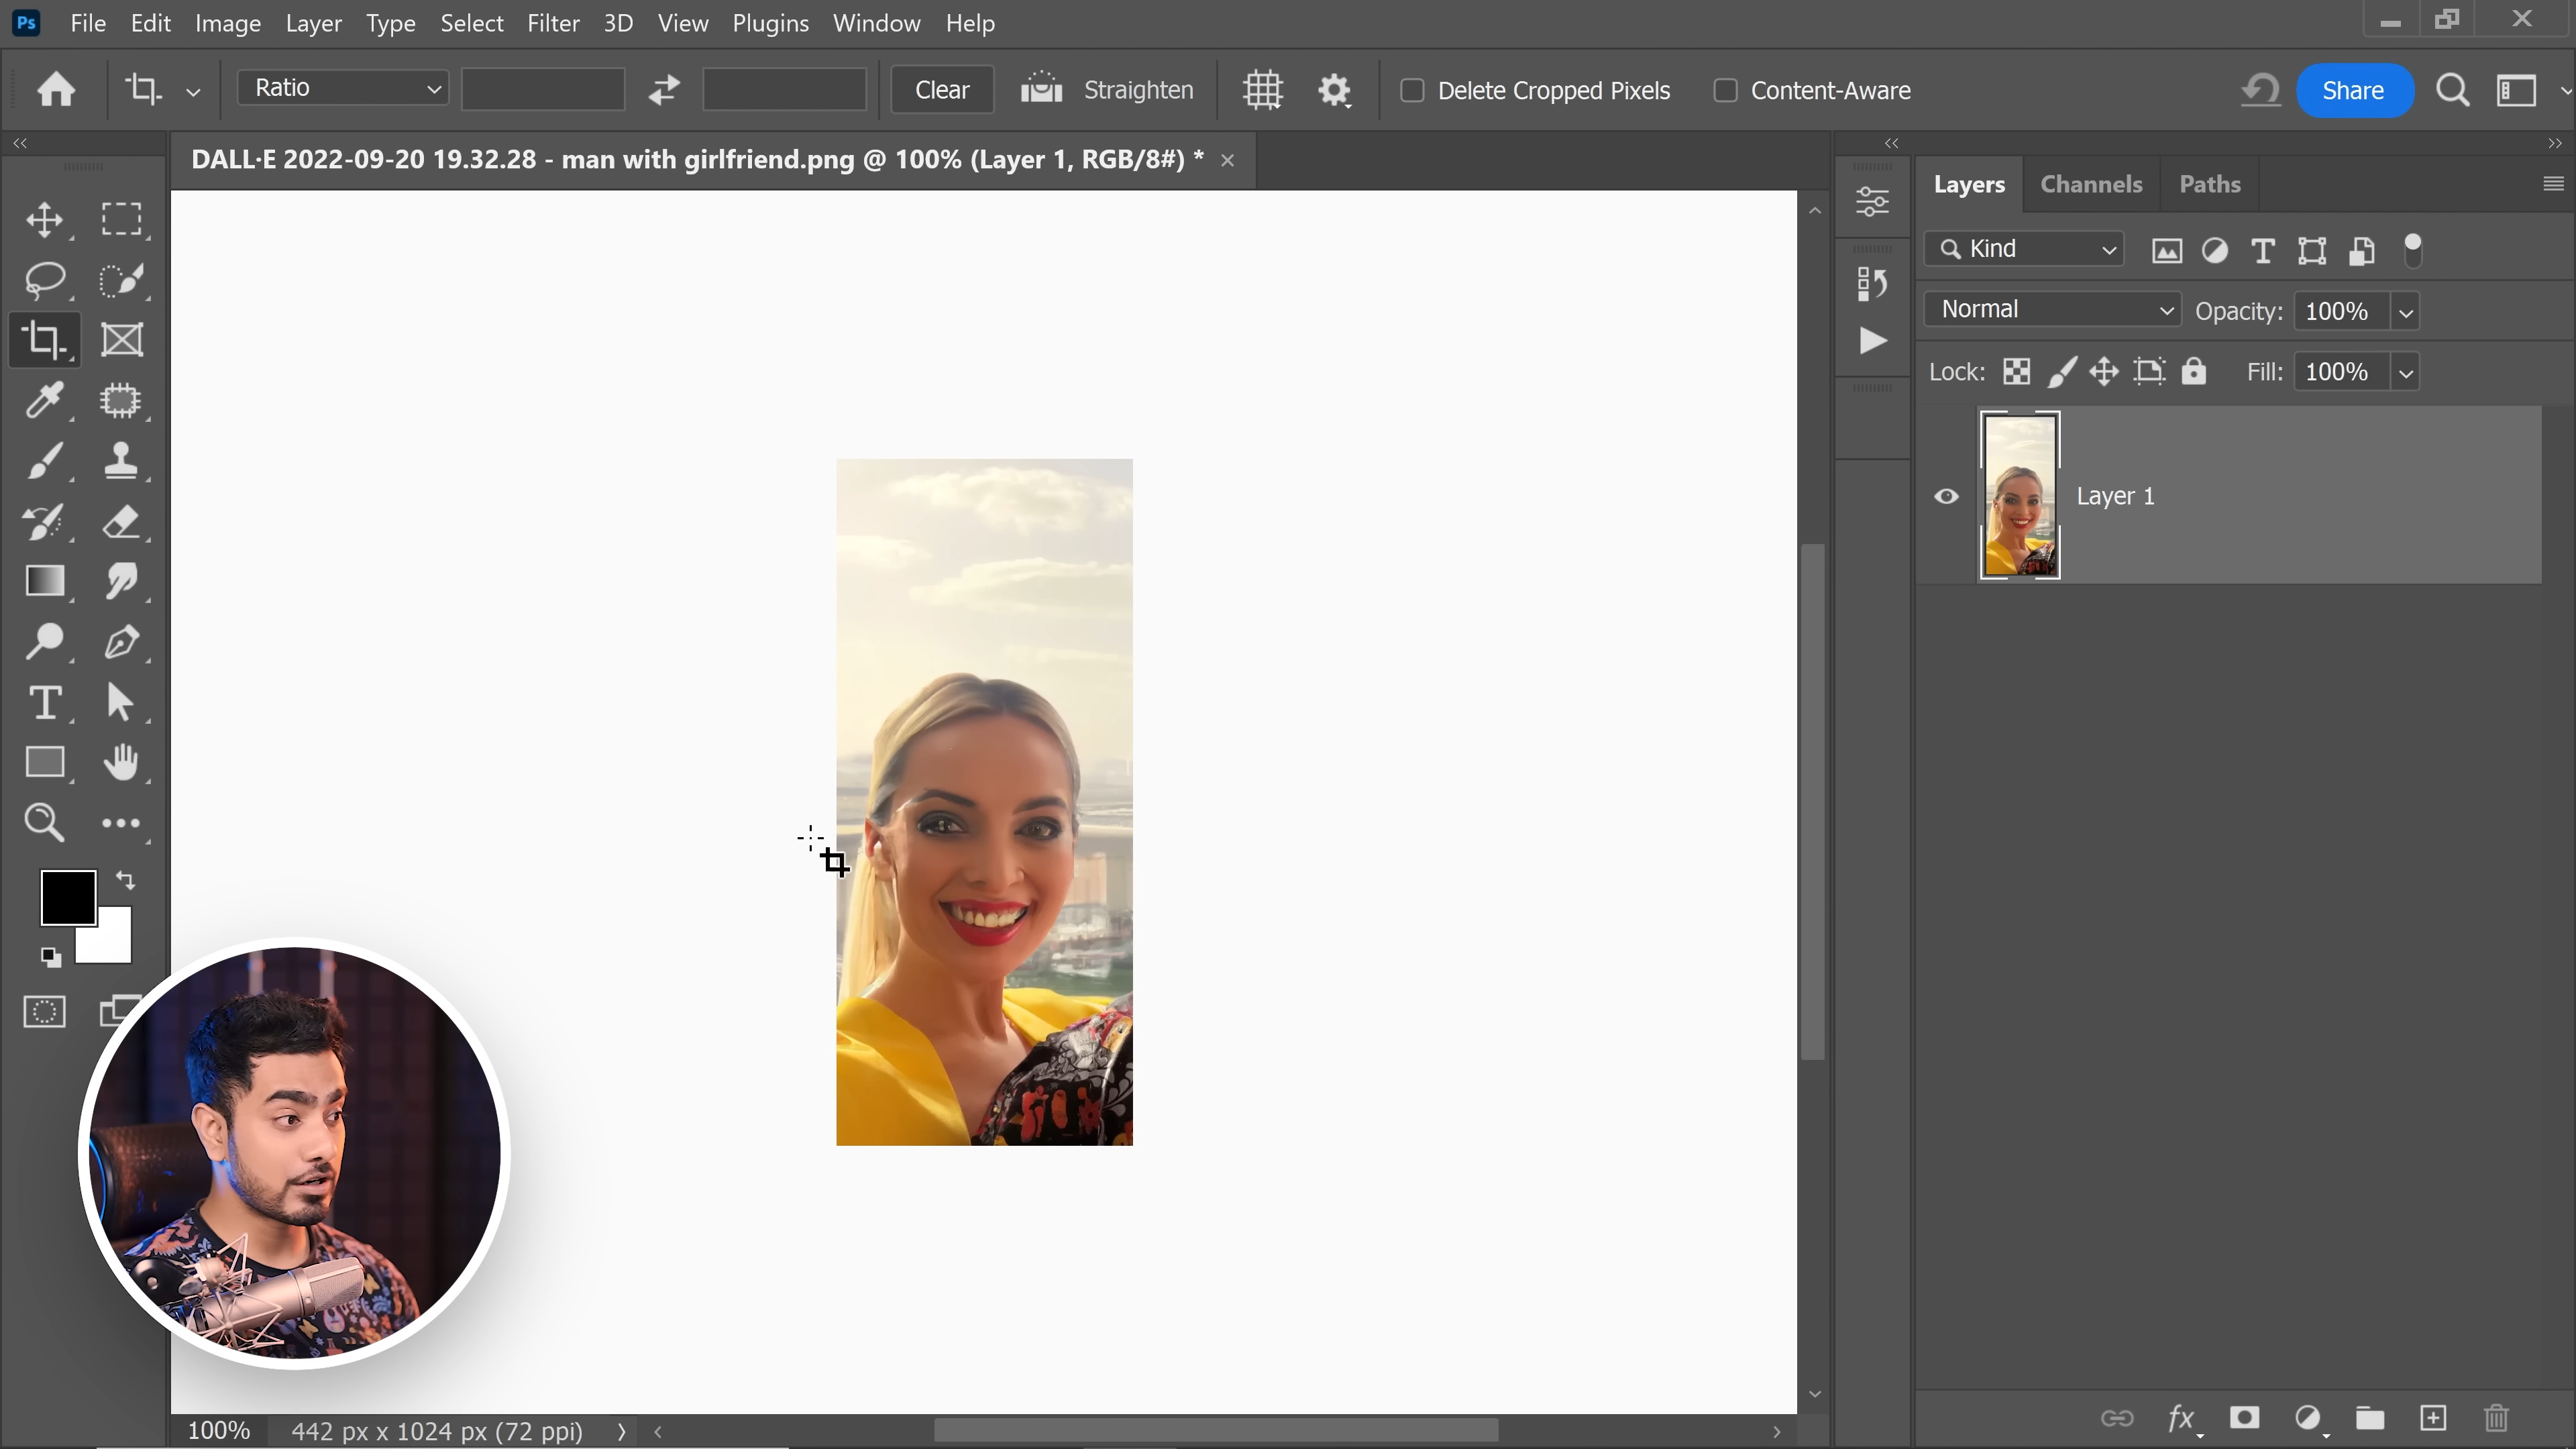 Ps File Edit Image Layer Type Select Filter 3D View Plugins Window Help
Ratio Clear Straighten Delete Cropped Pixels Content-Aware Share
DALL·E 2022-09-20 19.32.28 - man with girlfriend.png @ 100% (Layer 1, RGB/8#) * ×
Layers Channels Paths
Kind
Normal Opacity: 100%
Lock: Fill: 100%
Layer 1
100% 442 px x 1024 px (72 ppi)
fx